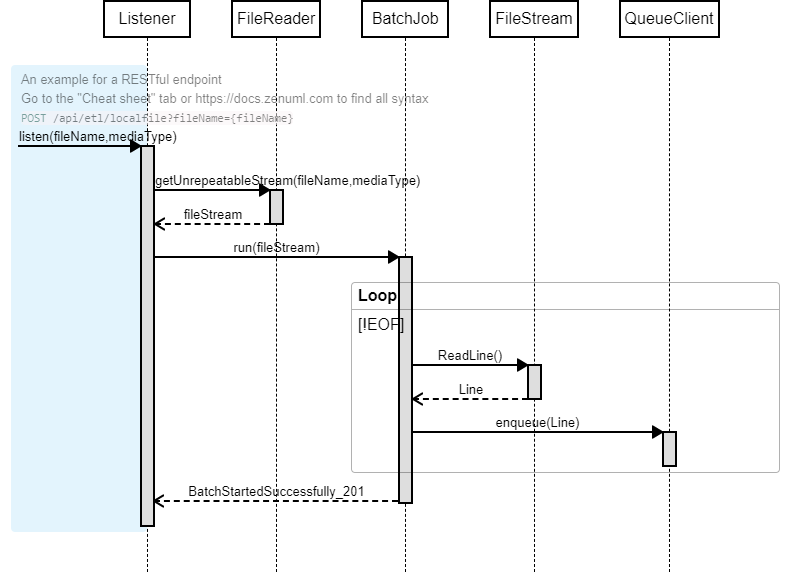 Listener FileReader BatchJob FileStream QueueClient
An example for a RESTful endpoint
Go to the "Cheat sheet" tab or https://docs.zenuml.com to find all syntax
POST /api/etl/localfile?fileName={fileName}
listen(fileName,mediaType)
getUnrepeatableStream(fileName,mediaType)
fileStream
run(fileStream)
Loop
[!EOF]
ReadLine()
Line
enqueue(Line)
BatchStartedSuccessfully_201